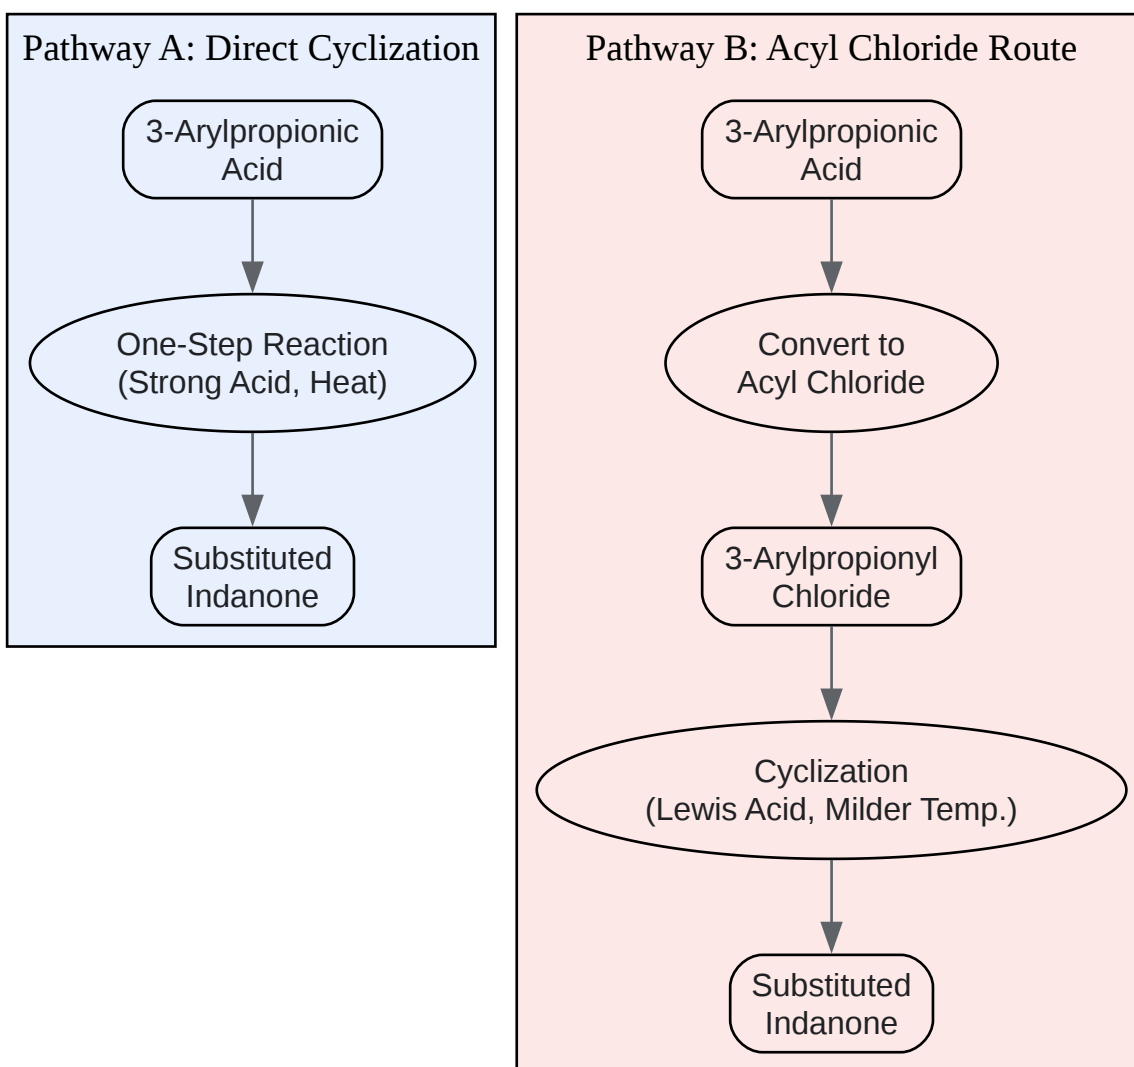 Pathway A: Direct Cyclization
3-Arylpropionic
Acid
One-Step Reaction
(Strong Acid, Heat)
Substituted
Indanone
Pathway B: Acyl Chloride Route
3-Arylpropionic
Acid
Convert to
Acyl Chloride
3-Arylpropionyl
Chloride
Cyclization
(Lewis Acid, Milder Temp.)
Substituted
Indanone